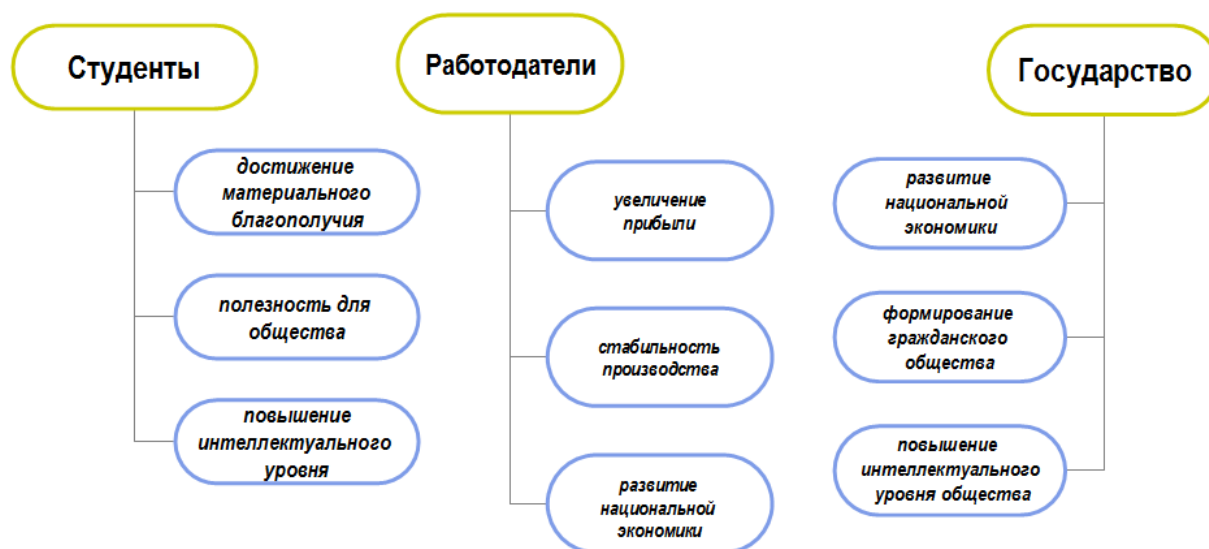 Студенты
достижение
материального
благополучия
полезность для
общества
повышение
интеллектуального
уровня
Работодатели
увеличение
прибыли
стабильность
производства
развитие
национальной
экономики
Государство
развитие
национальной
экономики
формирование
гражданского
общества
повышение
интеллектуального
уровня общества